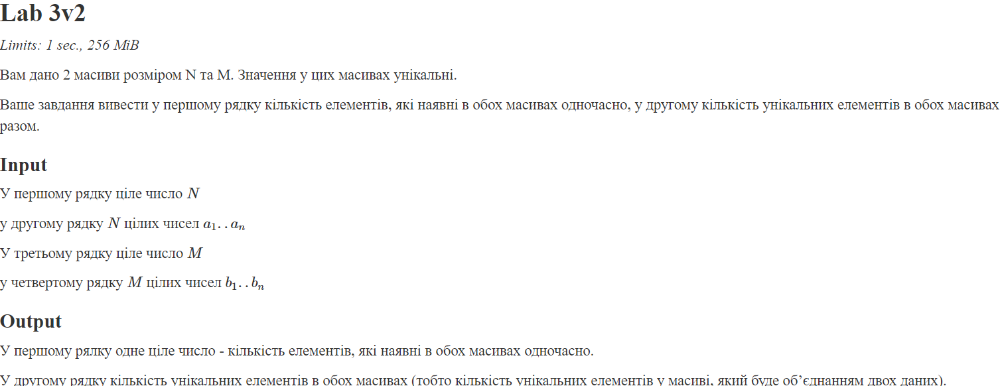 Lab 3v2
Limits: 1 sec., 256 MiB
Вам дано 2 масиви розміром N та M. Значення у цих масивах унікальні.
Ваше завдання вивести у першому рядку кількість елементів, які наявні в обох масивах одночасно, у другому кількість унікальних елементів в обох масивах
разом.
Input
У першому рядку ціле число N
у другому рядку N цілих чисел a₁..aₙ
У третьому рядку ціле число M
у четвертому рядку M цілих чисел b₁..bₙ
Output
У першому рялку одне ціле число - кількість елементів, які наявні в обох масивах одночасно.
У другому рядку кількість унікальних елементів в обох масивах (тобто кількість унікальних елементів у масиві, який буде об’єднанням двох даних).